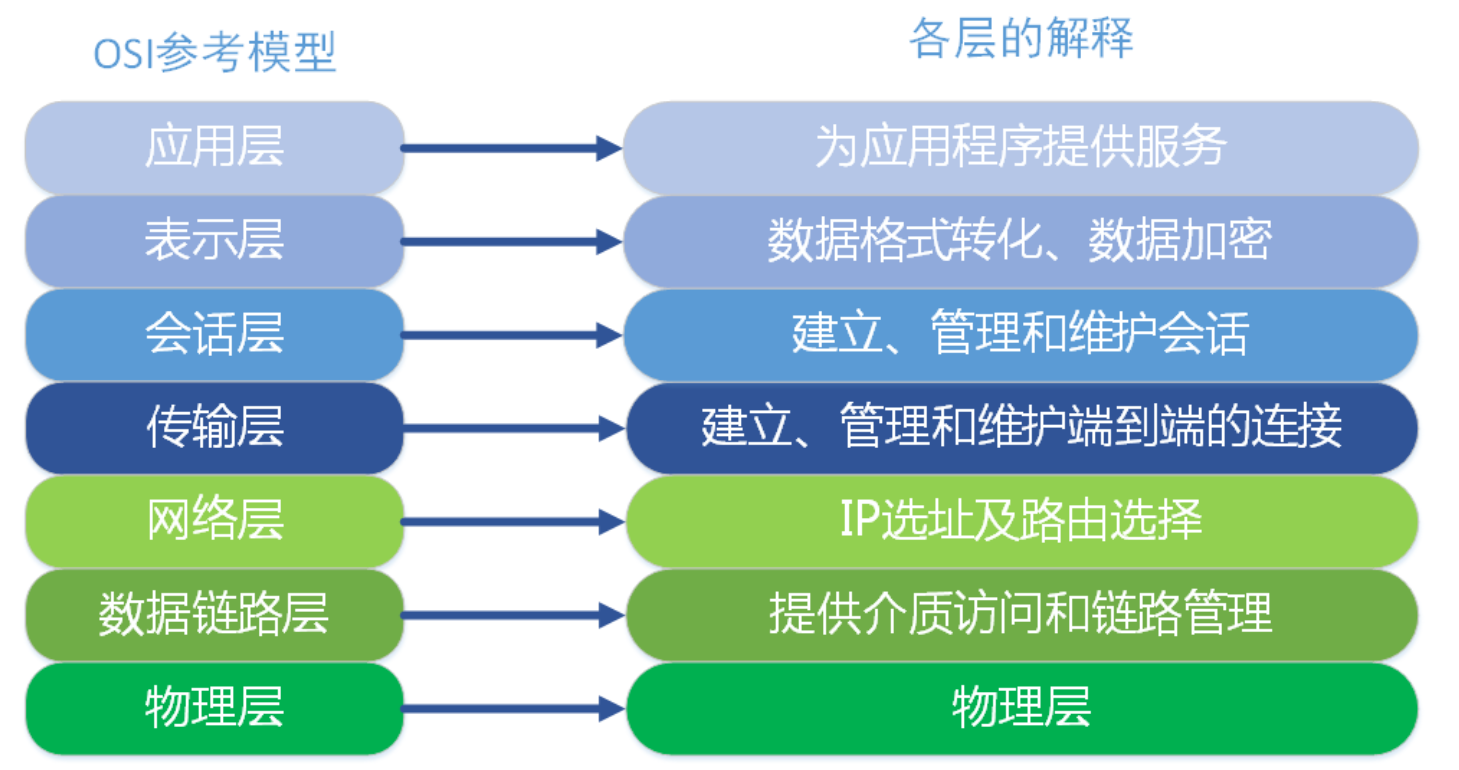 OSI参考模型 各层的解释
应用层 为应用程序提供服务
表示层 数据格式转化、数据加密
会话层 建立、管理和维护会话
传输层 建立、管理和维护端到端的连接
网络层 IP选址及路由选择
数据链路层 提供介质访问和链路管理
物理层 物理层